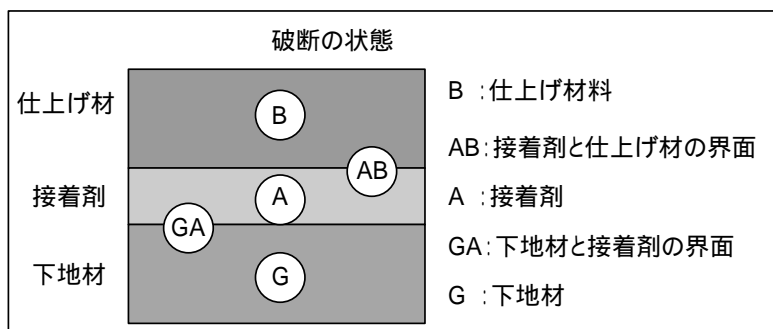 破断の状態
仕上げ材
接着剤
下地材
B
AB
A
GA
G
B :仕上げ材料
AB:接着剤と仕上げ材の界面
A :接着剤
GA:下地材と接着剤の界面
G :下地材